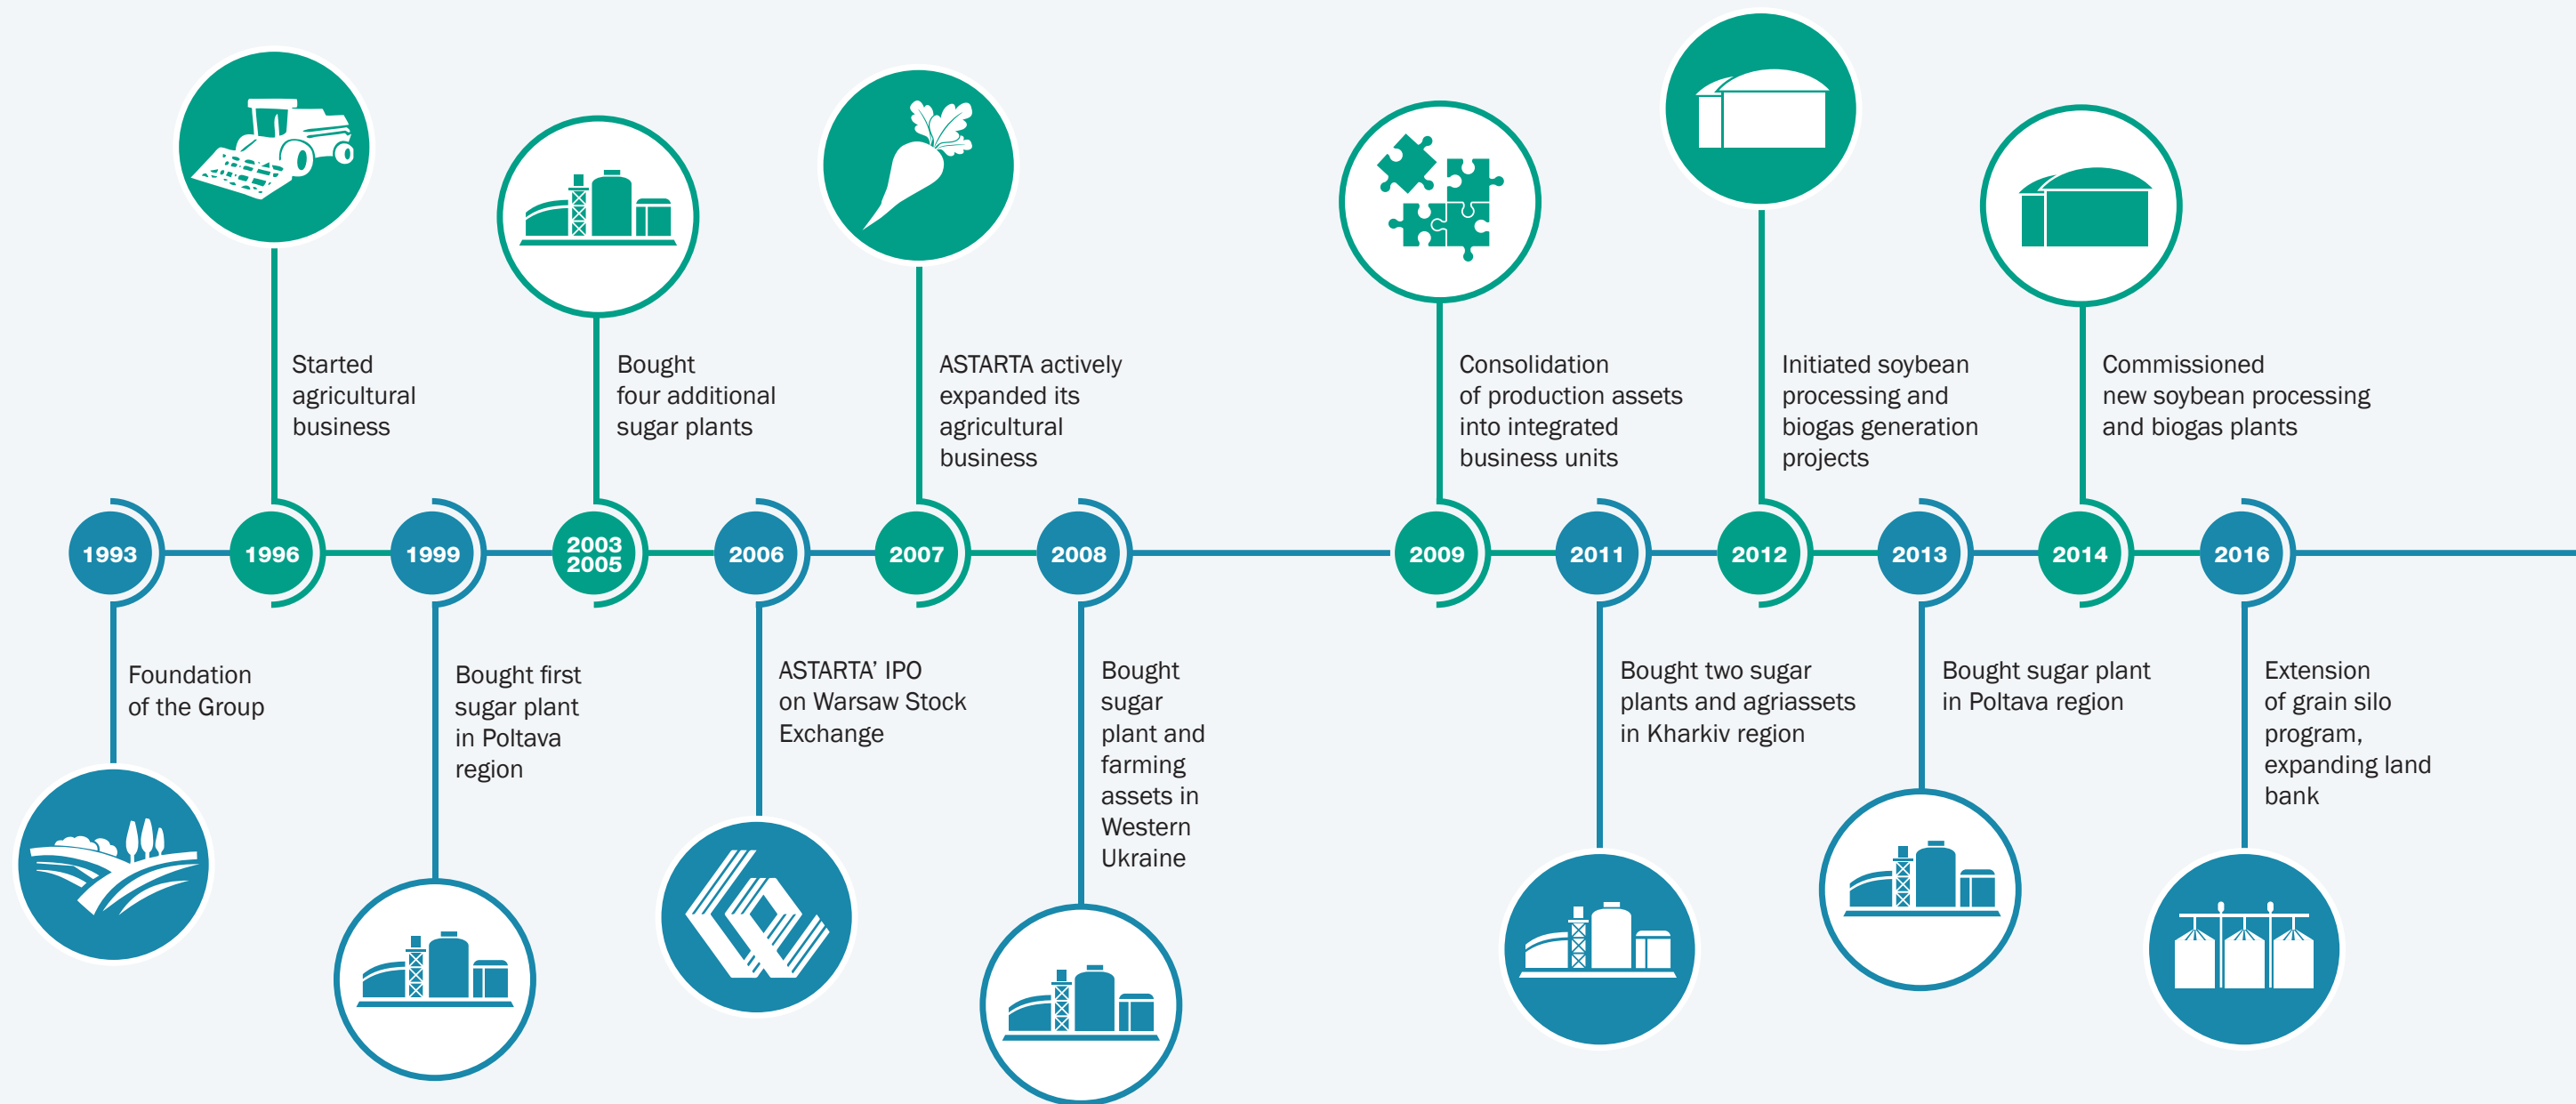 1993
Foundation
of the Group
1996
Started
agricultural
business
1999
Bought first
sugar plant
in Poltava
region
2003
2005
Bought
four additional
sugar plants
2006
ASTARTA’ IPO
on Warsaw Stock
Exchange
2007
ASTARTA actively
expanded its
agricultural
business
2008
Bought
sugar
plant and
farming
assets in
Western
Ukraine
2009
Consolidation
of production assets
into integrated
business units
2011
Bought two sugar
plants and agriassets
in Kharkiv region
2012
Initiated soybean
processing and
biogas generation
projects
2013
Bought sugar plant
in Poltava region
2014
Commissioned
new soybean processing
and biogas plants
2016
Extension
of grain silo
program,
expanding land
bank